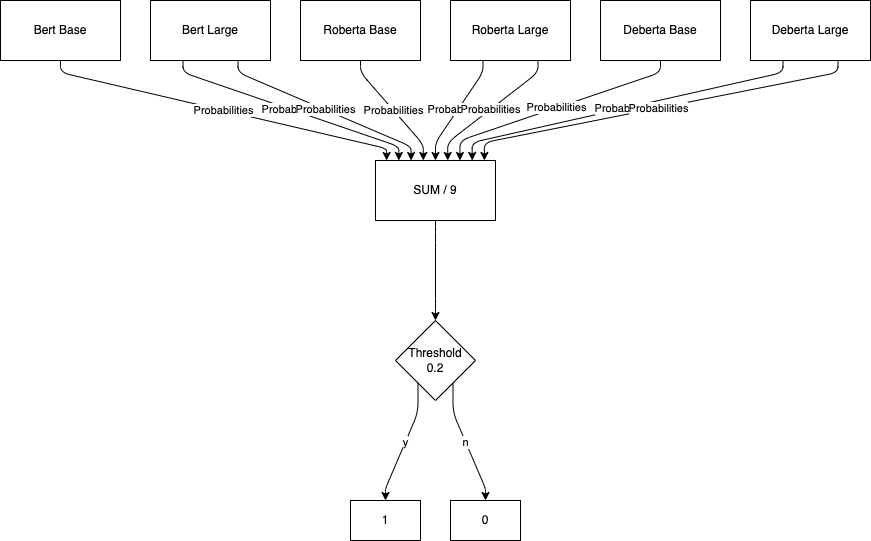 Bert Base
Bert Large
Roberta Base
Roberta Large
Deberta Base
Deberta Large
Probabilities
Probab
Probabilities
Probabilities
Probab
Probabilities
Probabilities
Probab
Probabilities
SUM / 9
Threshold
0.2
y
n
1
0